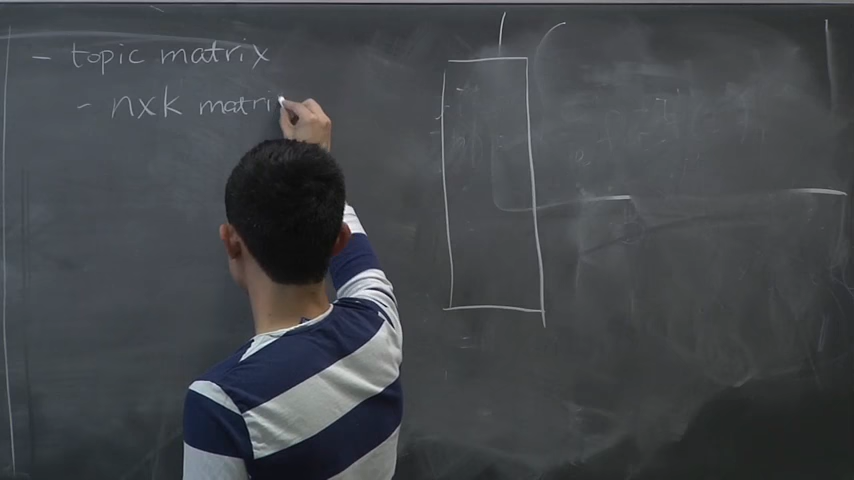 - topic matrix
- nxk matri